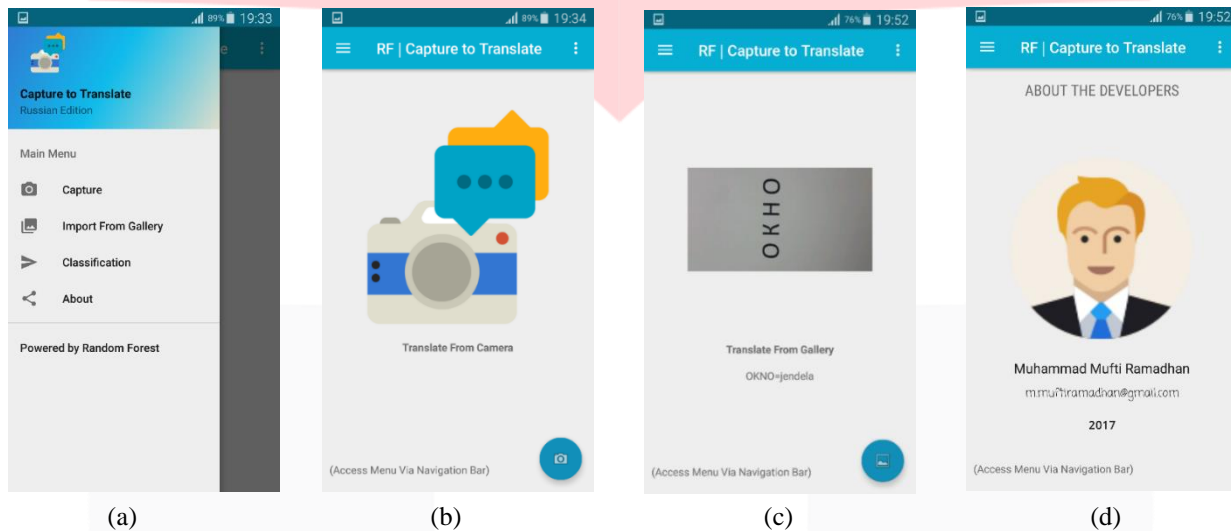 19:33
89%
e
Capture to Translate
Russian Edition
Main Menu
Capture
Import From Gallery
Classification
About
Powered by Random Forest
(a)
89% 19:34
RF | Capture to Translate
Translate From Camera
(Access Menu Via Navigation Bar)
(b)
76% 19:52
RF | Capture to Translate
ОКНО
Translate From Gallery
OKNO=jendela
(Access Menu Via Navigation Bar)
(c)
76% 19:52
RF | Capture to Translate
ABOUT THE DEVELOPERS
Muhammad Mufti Ramadhan
m.muftiramadhan@gmail.com
2017
(Access Menu Via Navigation Bar)
(d)